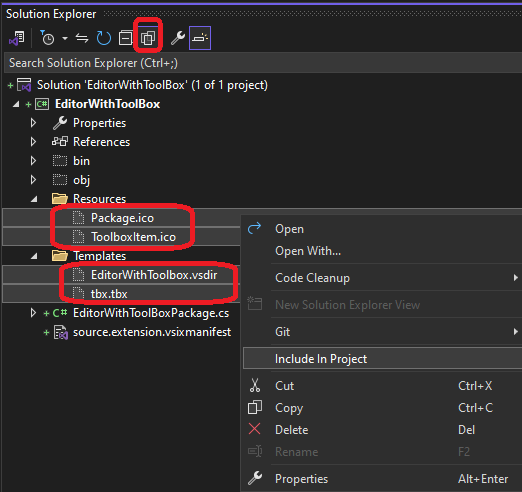 Solution Explorer
Search Solution Explorer (Ctrl+;)
Solution 'EditorWithToolBox' (1 of 1 project)
C# EditorWithToolBox
Properties
References
bin
obj
Resources
Package.ico
ToolboxItem.ico
Templates
EditorWithToolbox.vsdir
tbx.tbx
C# EditorWithToolBoxPackage.cs
source.extension.vsixmanifest
Open
Open With...
Code Cleanup
New Solution Explorer View
Git
Include In Project
Cut Ctrl+X
Copy Ctrl+C
Delete Del
Rename F2
Properties Alt+Enter